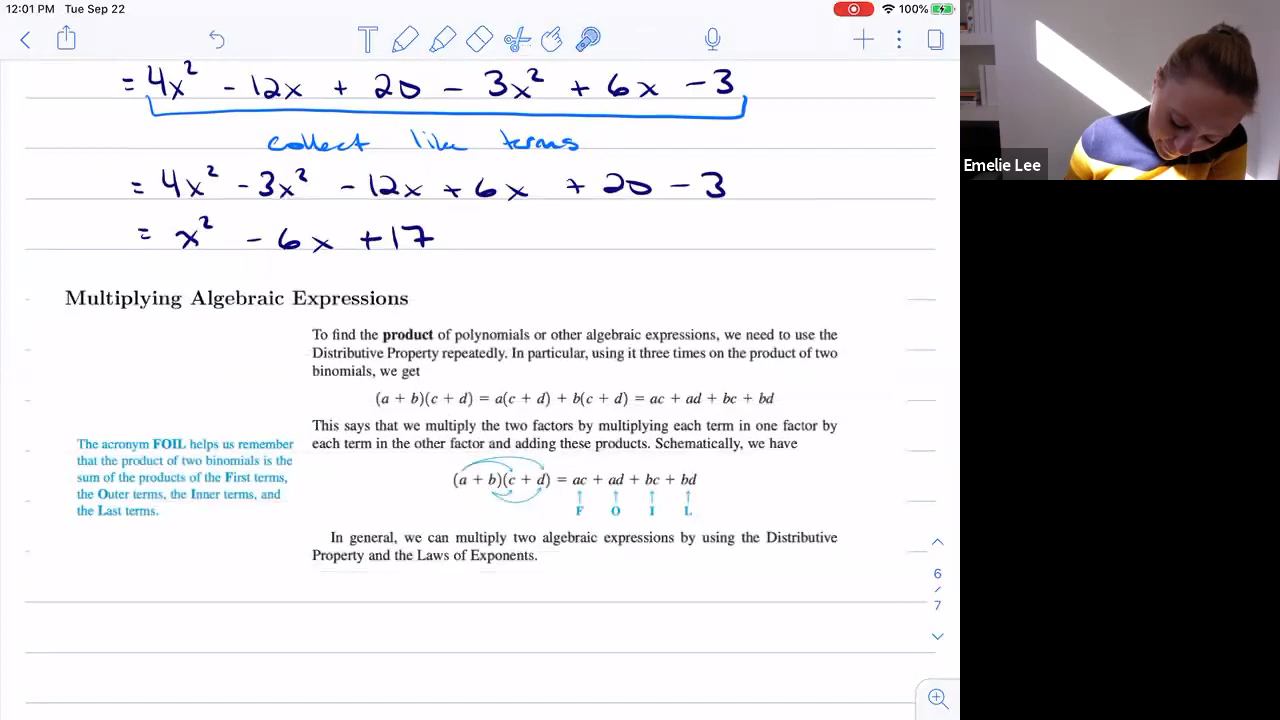 12:01 PM Tue Sep 22
100%
= 4x² - 12x + 20 - 3x² + 6x - 3
collect like terms
= 4x² - 3x² - 12x + 6x + 20 - 3
= x² - 6x + 17
Emelie Lee
Multiplying Algebraic Expressions
To find the product of polynomials or other algebraic expressions, we need to use the
Distributive Property repeatedly. In particular, using it three times on the product of two
binomials, we get
(a + b)(c + d) = a(c + d) + b(c + d) = ac + ad + bc + bd
This says that we multiply the two factors by multiplying each term in one factor by
each term in the other factor and adding these products. Schematically, we have
The acronym FOIL helps us remember
that the product of two binomials is the
sum of the products of the First terms,
the Outer terms, the Inner terms, and
the Last terms.
(a + b)(c + d) = ac + ad + bc + bd
F O I L
In general, we can multiply two algebraic expressions by using the Distributive
Property and the Laws of Exponents.
6
/
7